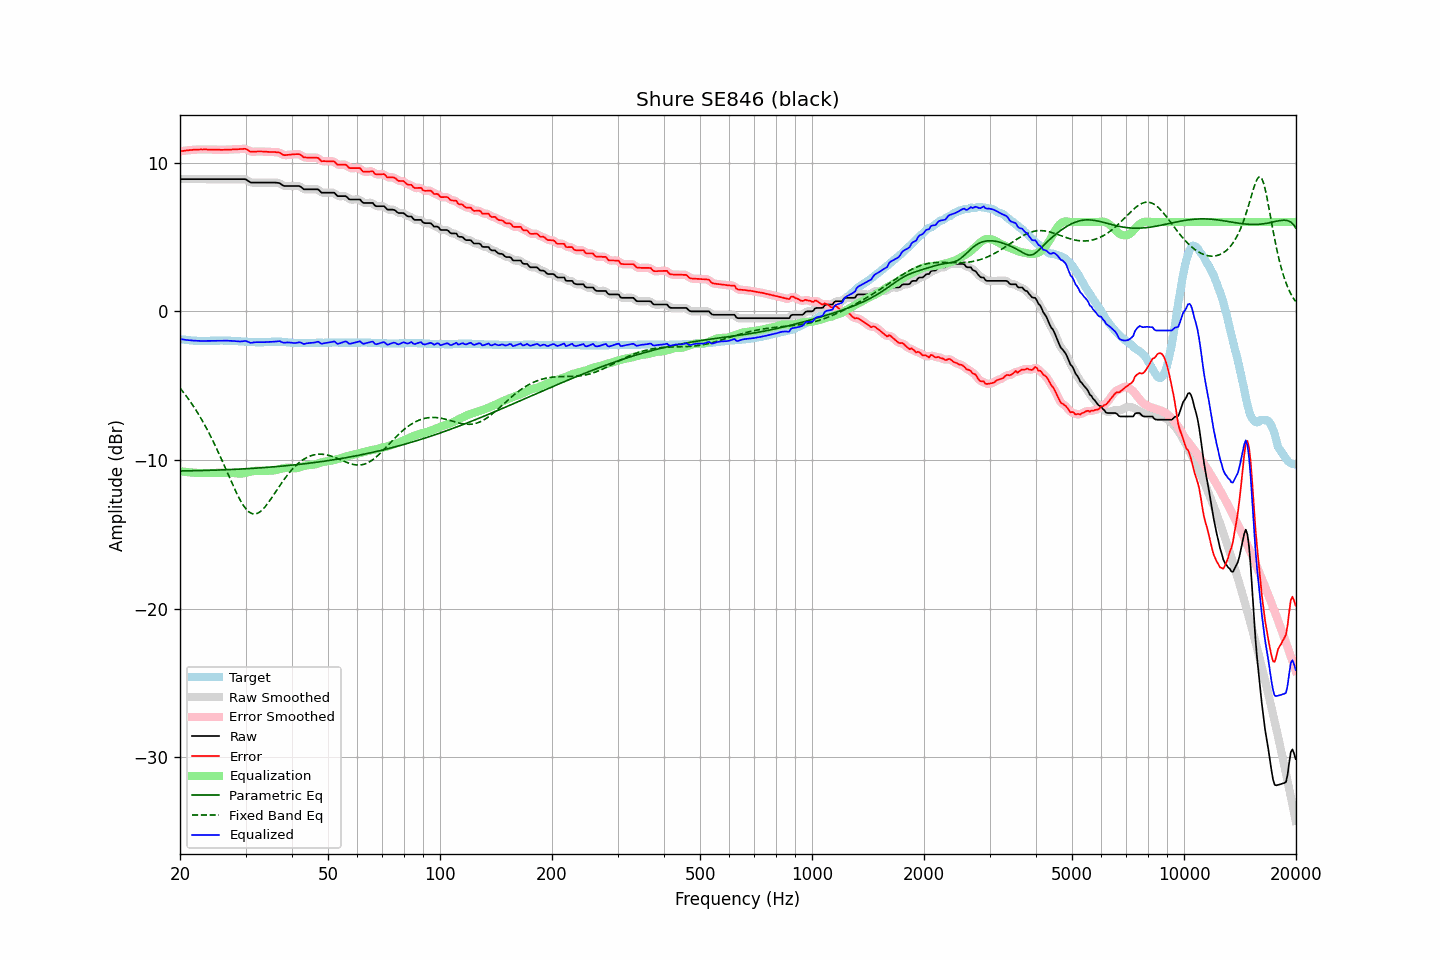 Shure SE846 (black)
Amplitude (dBr)
10
0
−10
−20
−30
Target
Raw Smoothed
Error Smoothed
Raw
Error
Equalization
Parametric Eq
Fixed Band Eq
Equalized
20 50 100 200 500 1000 2000 5000 10000 20000
Frequency (Hz)